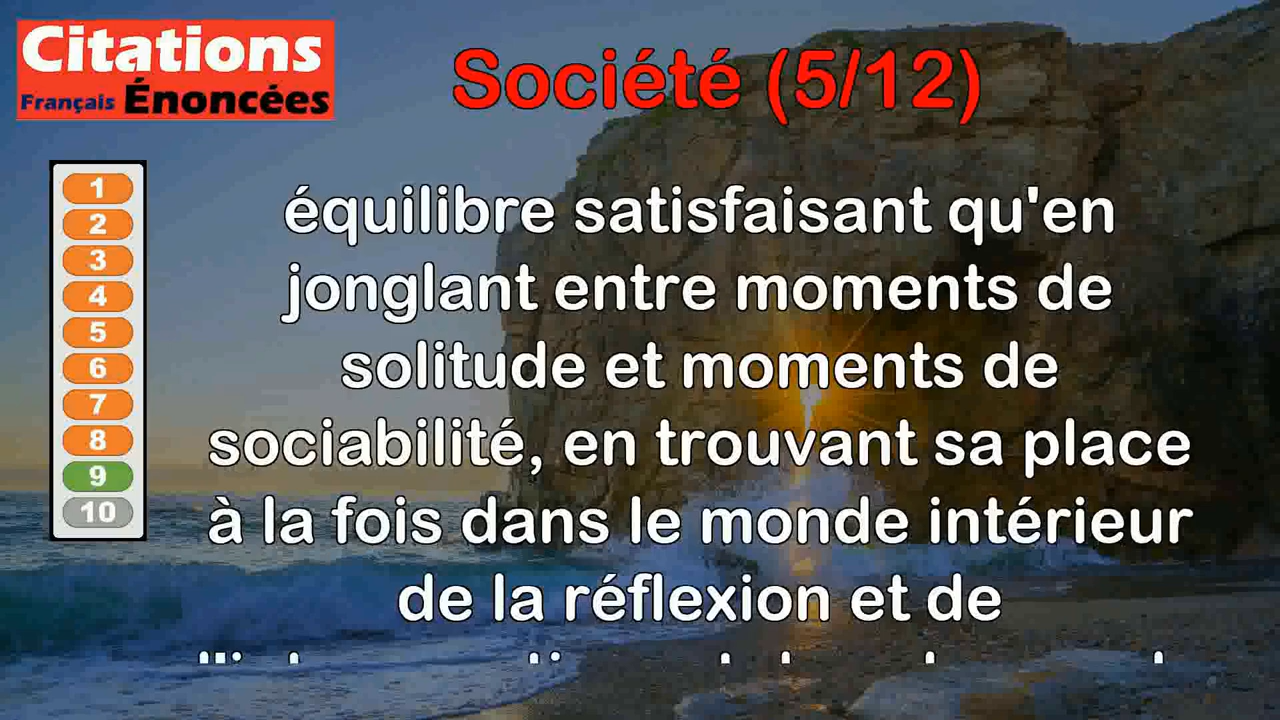 Citations
Français Énoncées
Société (5/12)
1
2
3
4
5
6
7
8
9
10
équilibre satisfaisant qu'en
jonglant entre moments de
solitude et moments de
sociabilité, en trouvant sa place
à la fois dans le monde intérieur
de la réflexion et de